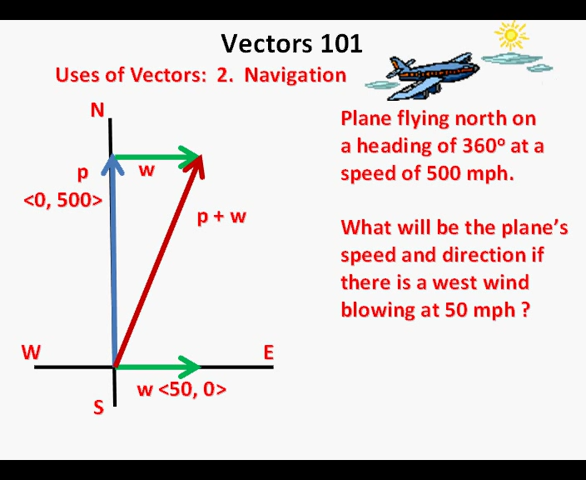 Vectors 101
Uses of Vectors: 2. Navigation
N
p
<0, 500>
w
p + w
W
E
S
w <50, 0>
Plane flying north on
a heading of 360º at a
speed of 500 mph.
What will be the plane’s
speed and direction if
there is a west wind
blowing at 50 mph ?